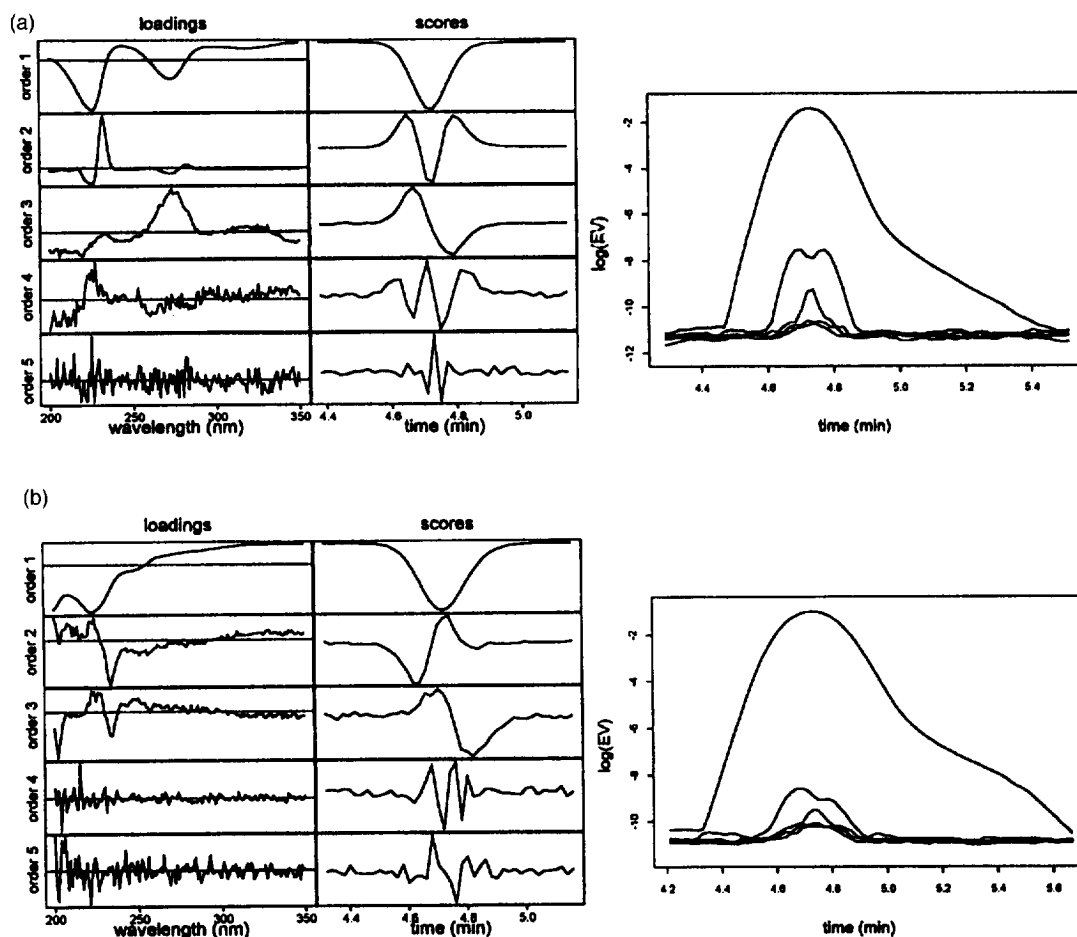 (a)
loadings
scores
order 1
order 2
order 3
order 4
order 5
200 250 300 350
wavelength (nm)
4.4 4.6 4.8 5.0
time (min)
log(EV)
-2
-4
-6
-8
-10
-12
4.4 4.6 4.8 5.0 5.2 5.4
time (min)
(b)
loadings
scores
order 1
order 2
order 3
order 4
order 5
200 250 300 350
wavelength (nm)
4.4 4.6 4.8 5.0
time (min)
log(EV)
-2
-4
-6
-8
-10
4.2 4.4 4.6 4.8 5.0 5.2 5.4 5.6
time (min)